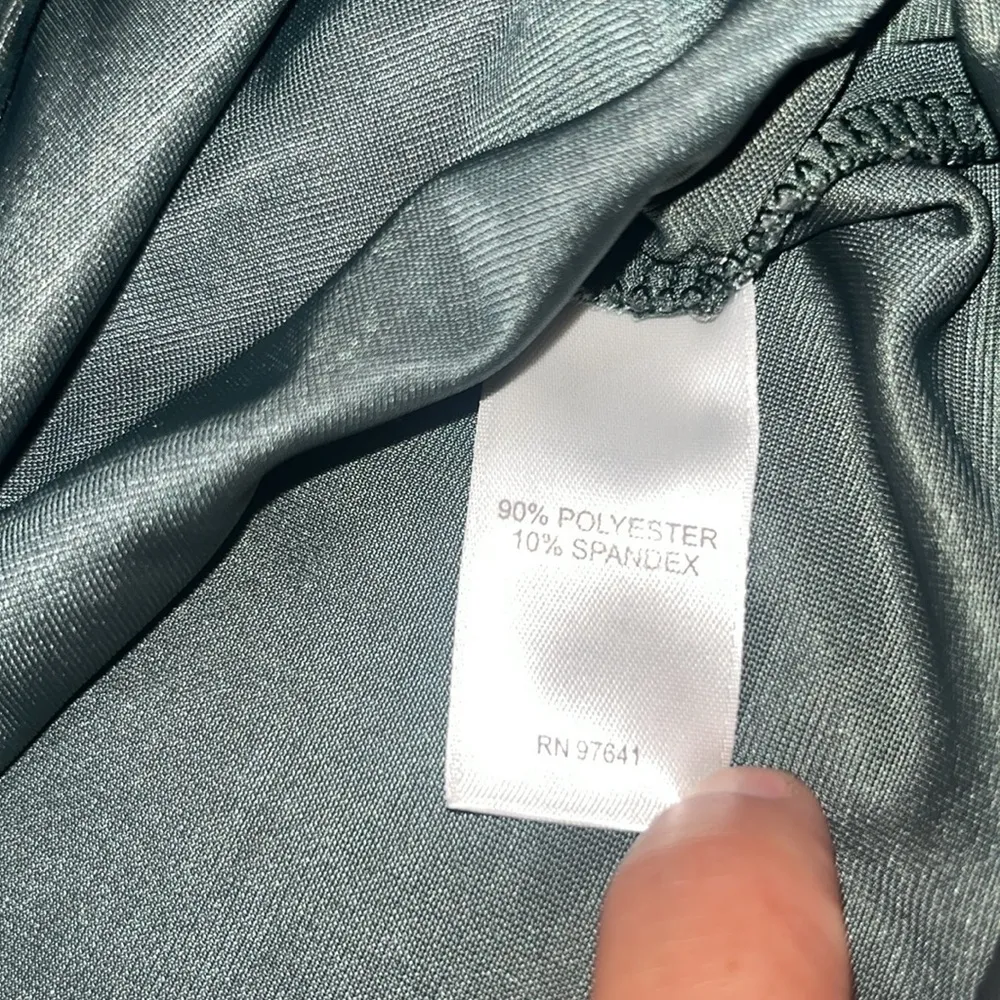 90% POLYESTER
10% SPANDEX
RN 97641